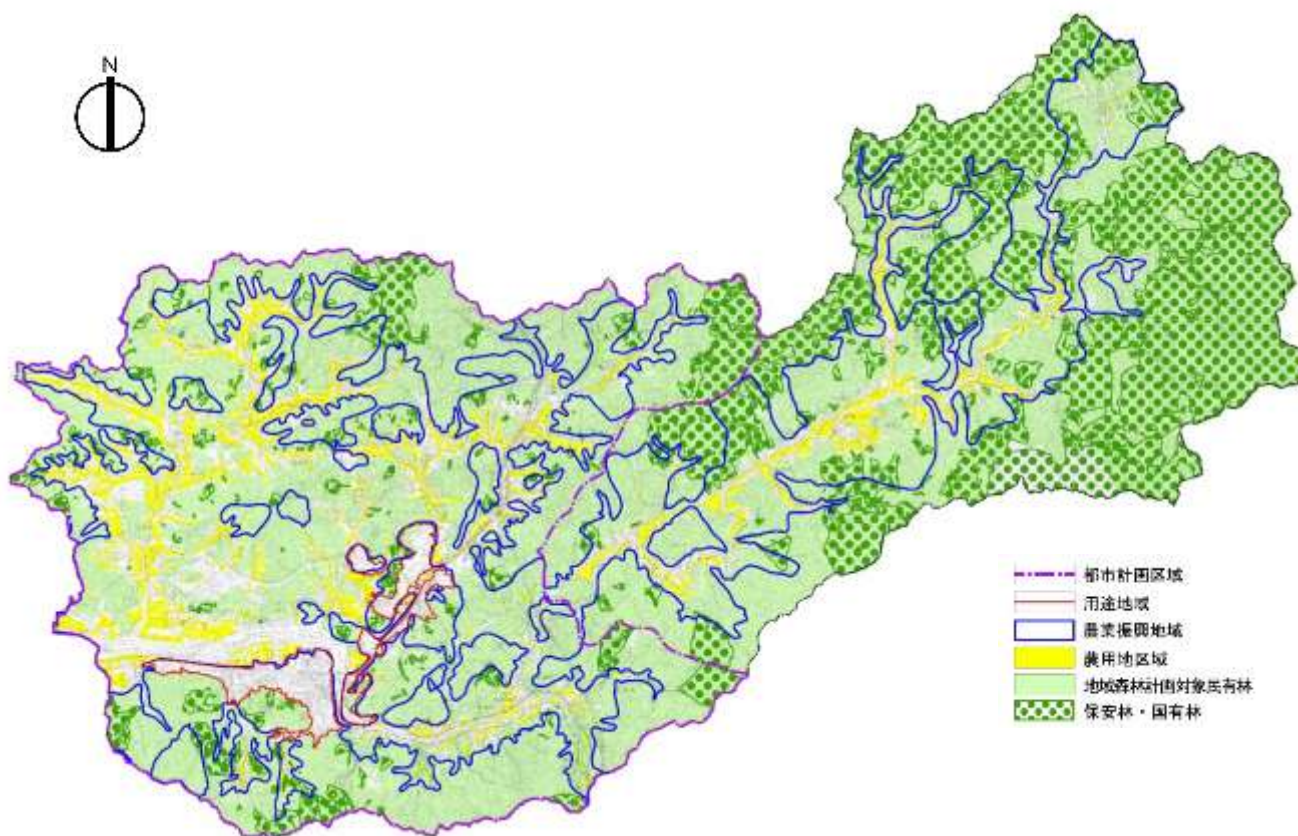 N
都市計画区域
用途地域
農業振興地域
農用地区域
地域森林計画対象民有林
保安林・国有林